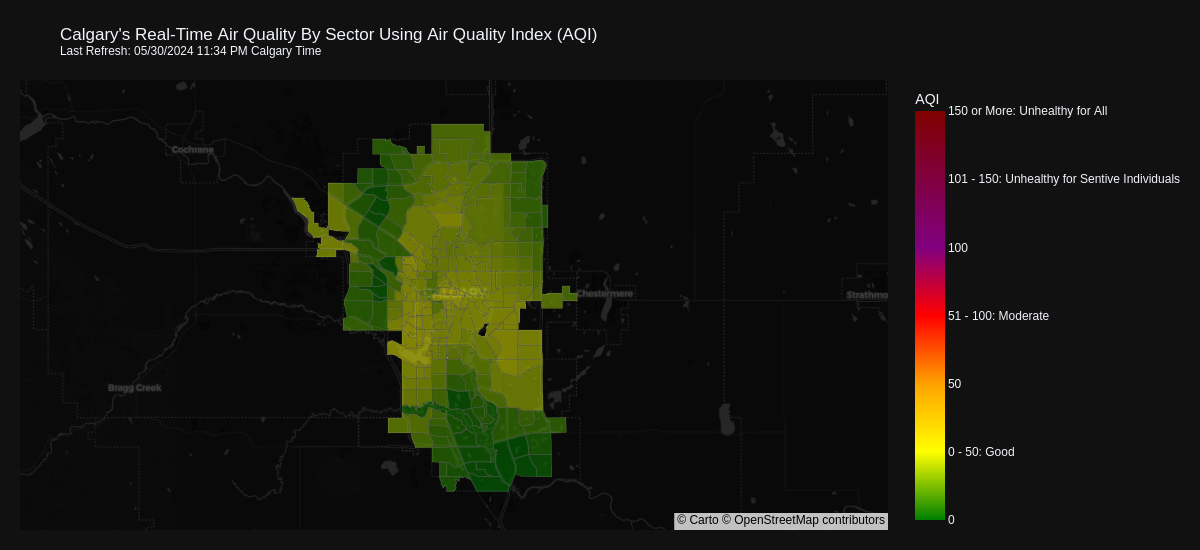 Calgary's Real-Time Air Quality By Sector Using Air Quality Index (AQI)
Last Refresh: 05/30/2024 11:34 PM Calgary Time
AQI
150 or More: Unhealthy for All
Cochrane
101 - 150: Unhealthy for Sentive Individuals
100
Chestermere
Strathmo
51 - 100: Moderate
Bragg Creek
50
0 - 50: Good
0
© Carto © OpenStreetMap contributors